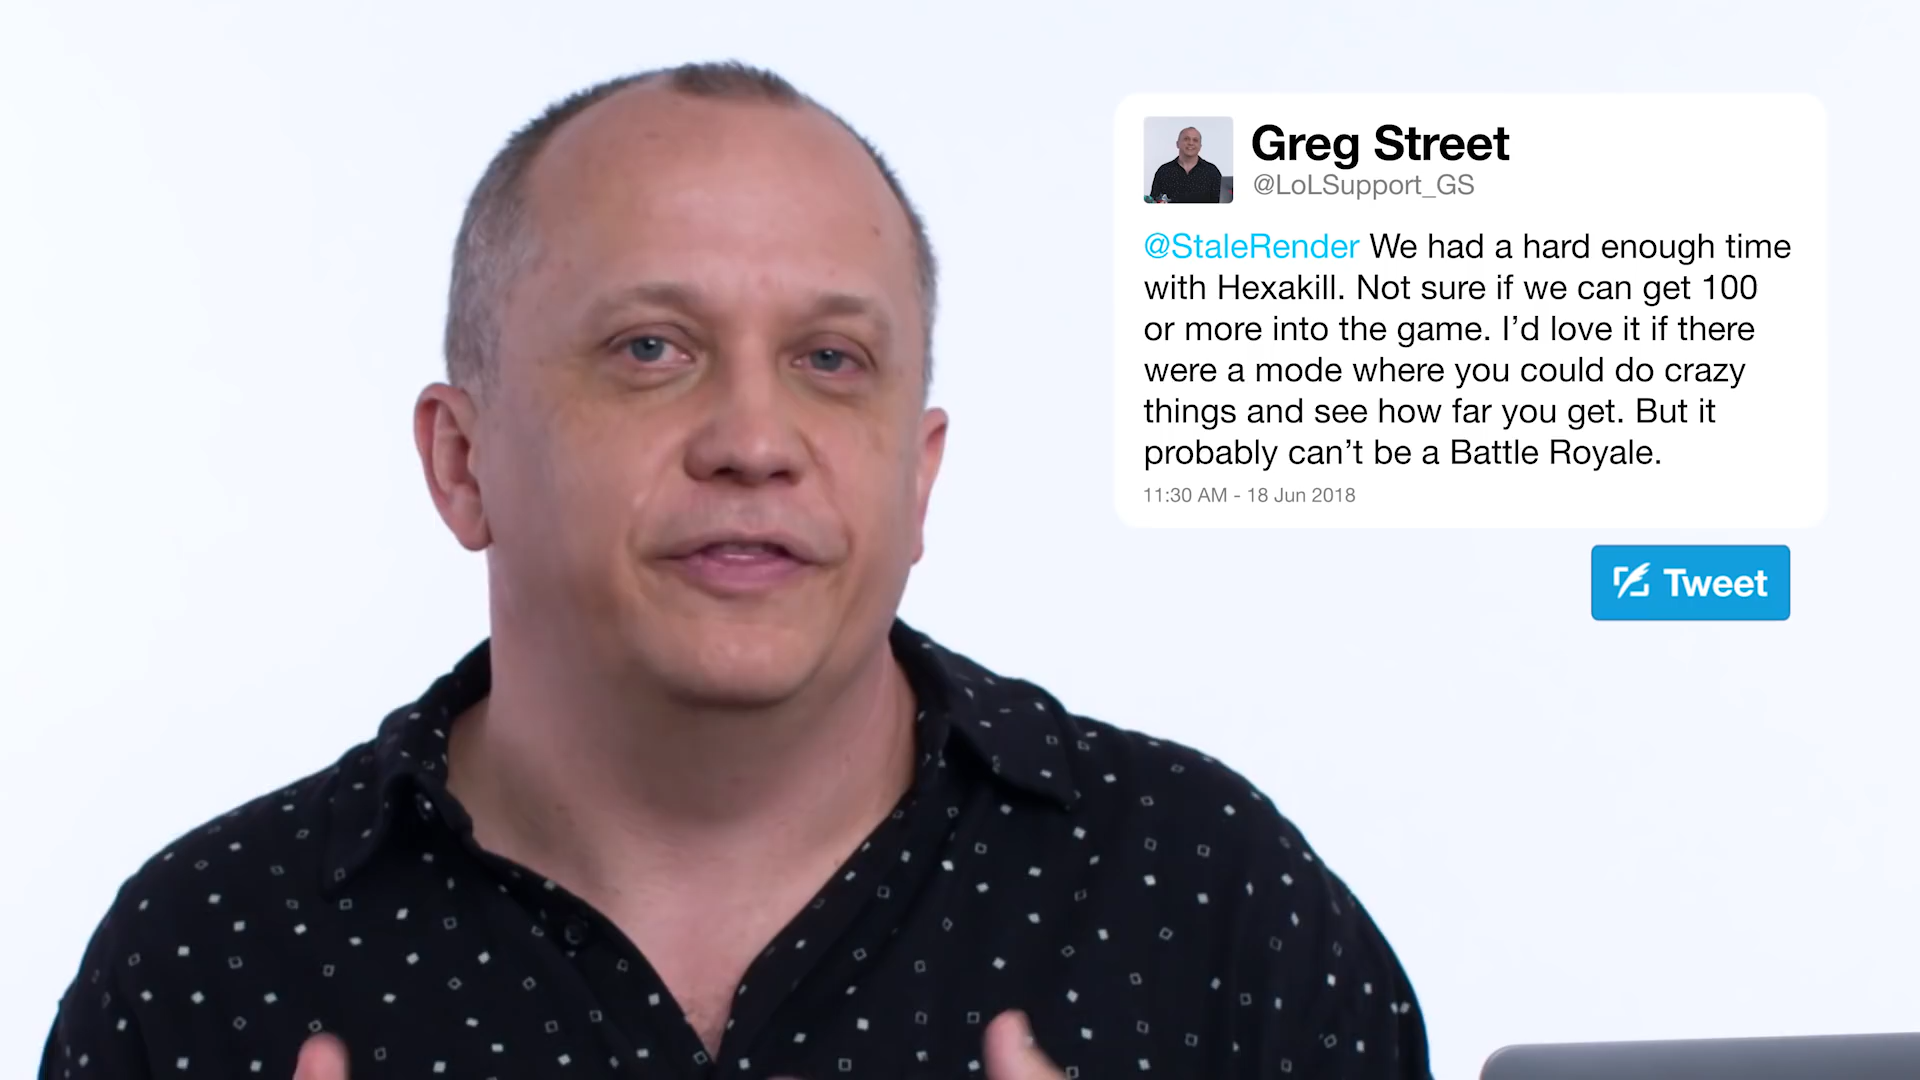 Greg Street
@LoLSupport_GS
@StaleRender We had a hard enough time
with Hexakill. Not sure if we can get 100
or more into the game. I’d love it if there
were a mode where you could do crazy
things and see how far you get. But it
probably can’t be a Battle Royale.
11:30 AM - 18 Jun 2018
Tweet